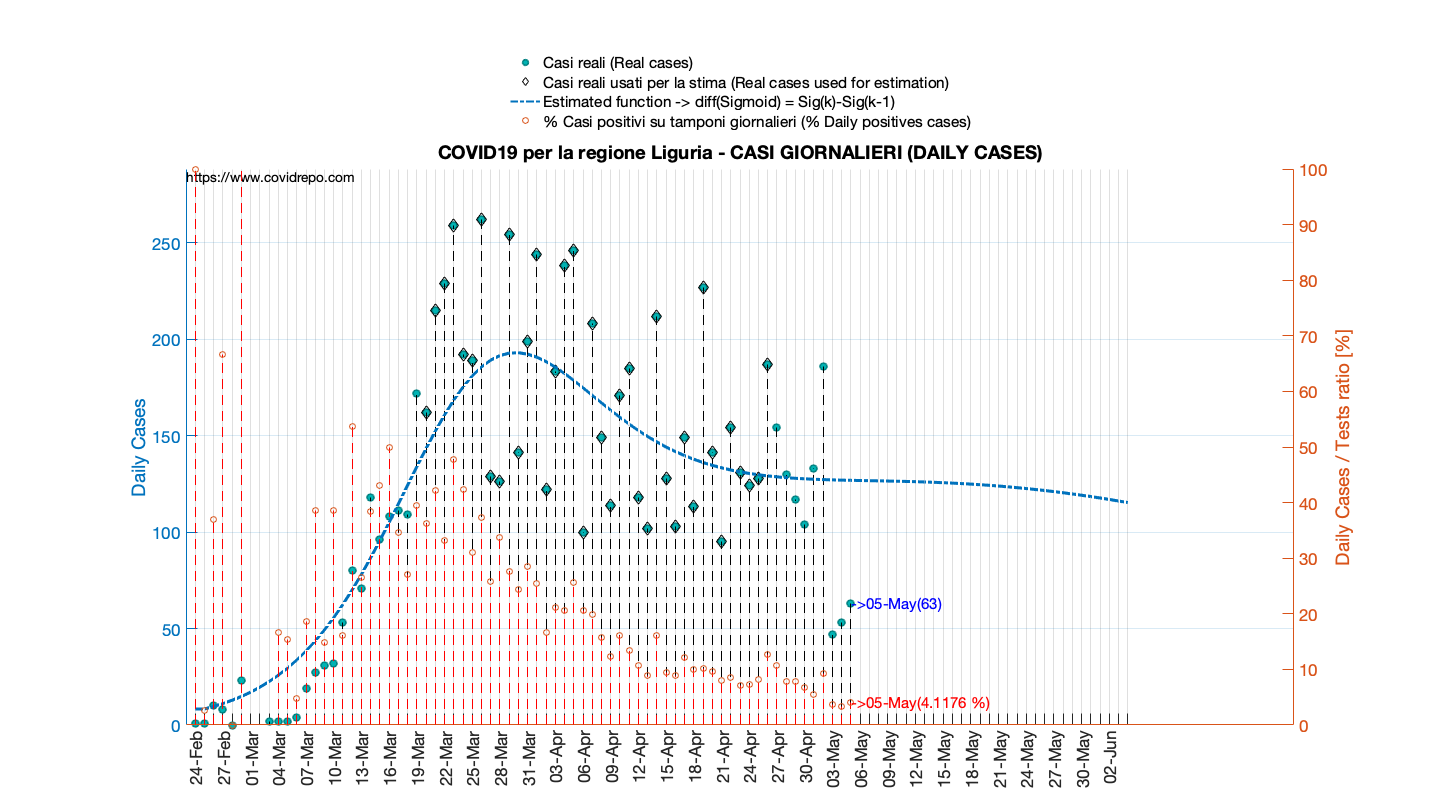 Casi reali (Real cases)
Casi reali usati per la stima (Real cases used for estimation)
Estimated function -> diff(Sigmoid) = Sig(k)-Sig(k-1)
% Casi positivi su tamponi giornalieri (% Daily positives cases)
COVID19 per la regione Liguria - CASI GIORNALIERI (DAILY CASES)
https://www.covidrepo.com
Daily Cases
250
200
150
100
50
0
100
90
80
70
60
50
40
30
20
10
0
Daily Cases / Tests ratio [%]
->05-May(63)
->05-May(4.1176 %)
24-Feb
27-Feb
01-Mar
04-Mar
07-Mar
10-Mar
13-Mar
16-Mar
19-Mar
22-Mar
25-Mar
28-Mar
31-Mar
03-Apr
06-Apr
09-Apr
12-Apr
15-Apr
18-Apr
21-Apr
24-Apr
27-Apr
30-Apr
03-May
06-May
09-May
12-May
15-May
18-May
21-May
24-May
27-May
30-May
02-Jun